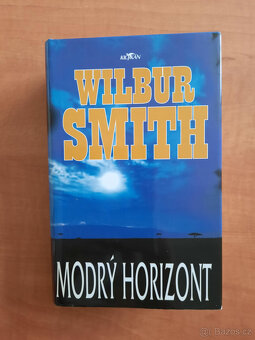 ALPRESS
WILBUR
SMITH
MODRÝ HORIZONT
Bazos.cz